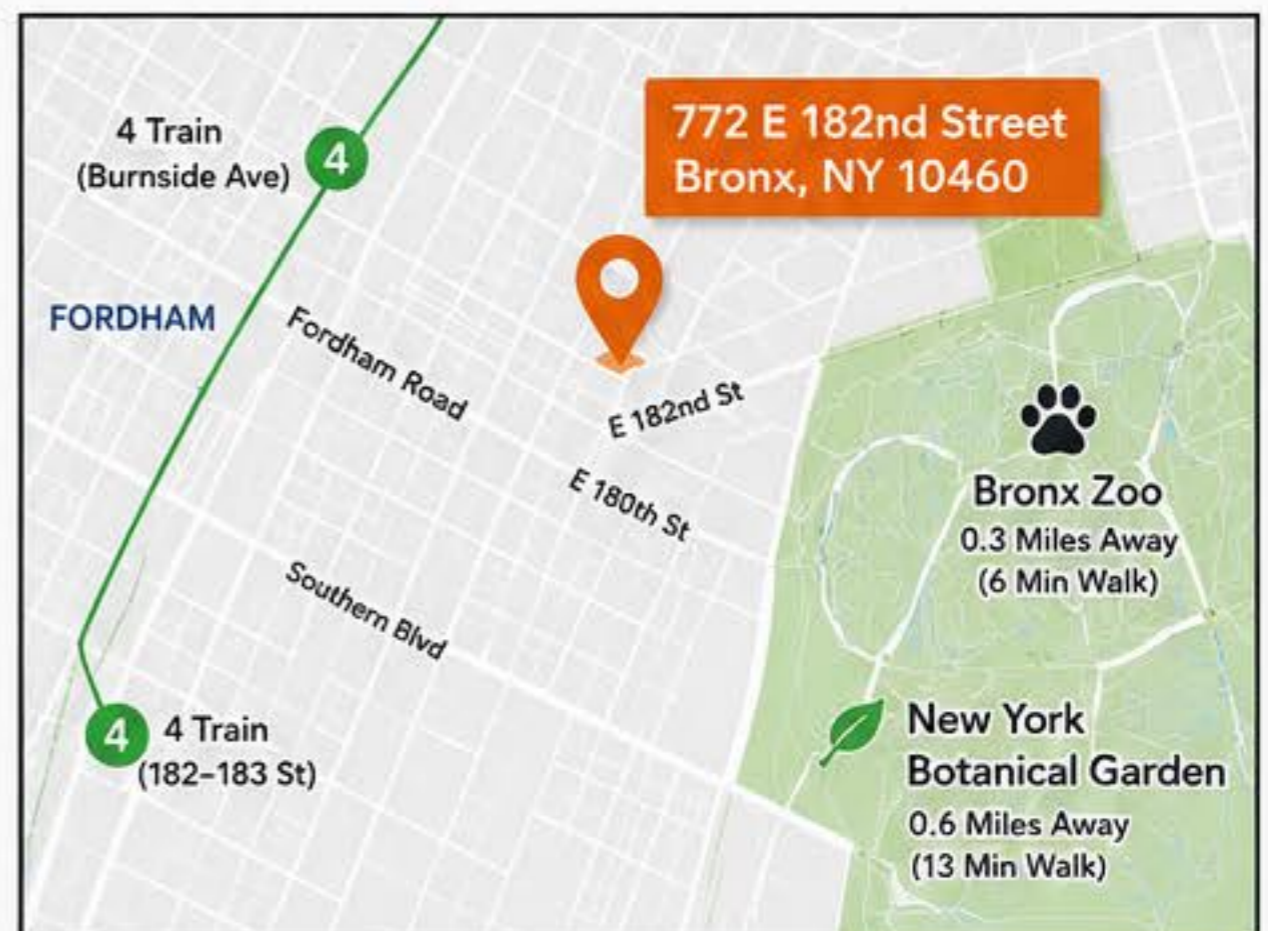 772 E 182nd Street
Bronx, NY 10460
4 Train
(Burnside Ave)
4
FORDHAM
Fordham Road
E 182nd St
E 180th St
Southern Blvd
Bronx Zoo
0.3 Miles Away
(6 Min Walk)
4
4 Train
(182–183 St)
New York
Botanical Garden
0.6 Miles Away
(13 Min Walk)